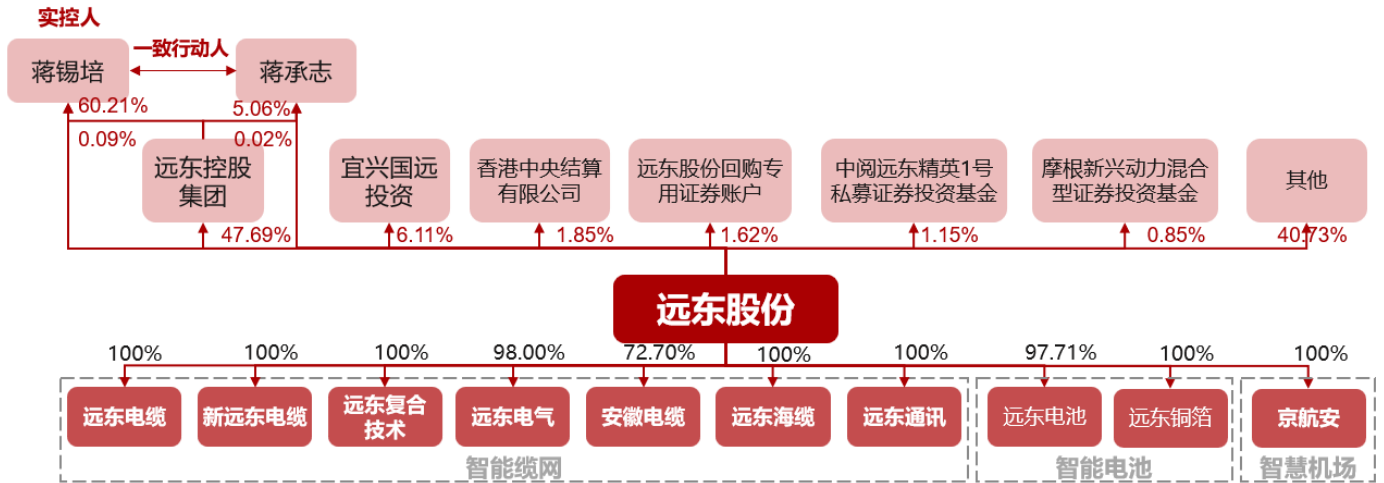 实控人
一致行动人
蒋锡培
蒋承志
60.21%
5.06%
0.09%
0.02%
远东控股
集团
宜兴国远
投资
香港中央结算
有限公司
远东股份回购专
用证券账户
中阅远东精英1号
私募证券投资基金
摩根新兴动力混合
型证券投资基金
其他
47.69%
6.11%
1.85%
1.62%
1.15%
0.85%
40.73%
远东股份
100%
100%
100%
98.00%
72.70%
100%
100%
97.71%
100%
100%
远东电缆
新远东电缆
远东复合
技术
远东电气
安徽电缆
远东海缆
远东通讯
远东电池
远东铜箔
京航安
智能缆网
智能电池
智慧机场